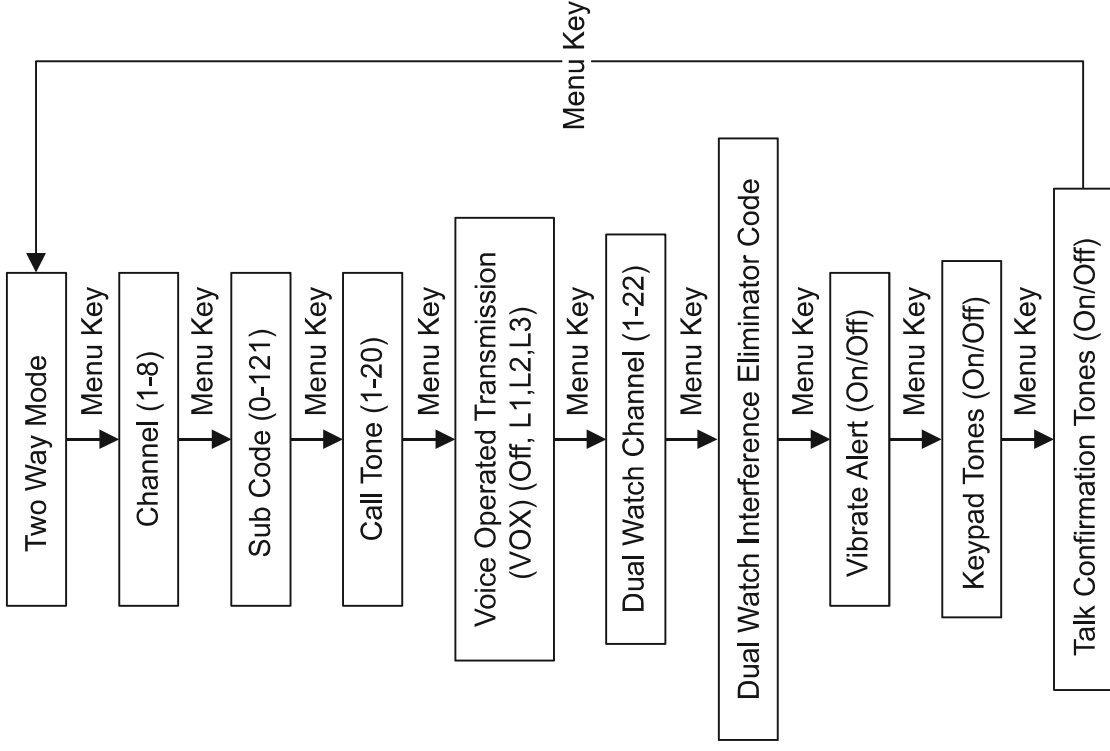 Two Way Mode
Menu Key
Channel (1-8)
Menu Key
Sub Code (0-121)
Menu Key
Call Tone (1-20)
Menu Key
Voice Operated Transmission
(VOX) (Off, L1,L2,L3)
Menu Key
Dual Watch Channel (1-22)
Menu Key
Dual Watch Interference Eliminator Code
Menu Key
Vibrate Alert (On/Off)
Menu Key
Keypad Tones (On/Off)
Menu Key
Talk Confirmation Tones (On/Off)
Menu Key